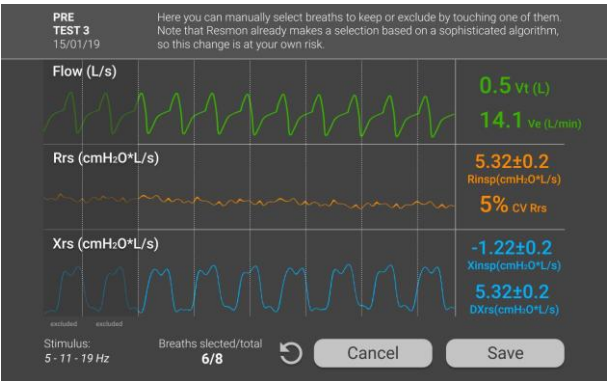 PRE
TEST 3
15/01/19
Here you can manually select breaths to keep or exclude by touching one of them.
Note that Resmon already makes a selection based on a sophisticated algorithm,
so this change is at your own risk.
Flow (L/s)
0.5 Vt (L)
14.1 Ve (L/min)
Rrs (cmH₂O*L/s)
5.32±0.2
Rinsp(cmH₂O*L/s)
5% CV Rrs
Xrs (cmH₂O*L/s)
-1.22±0.2
Xinsp(cmH₂O*L/s)
5.32±0.2
DXrs(cmH₂O*L/s)
excluded excluded
Stimulus:
5 - 11 - 19 Hz
Breaths slected/total
6/8
Cancel
Save